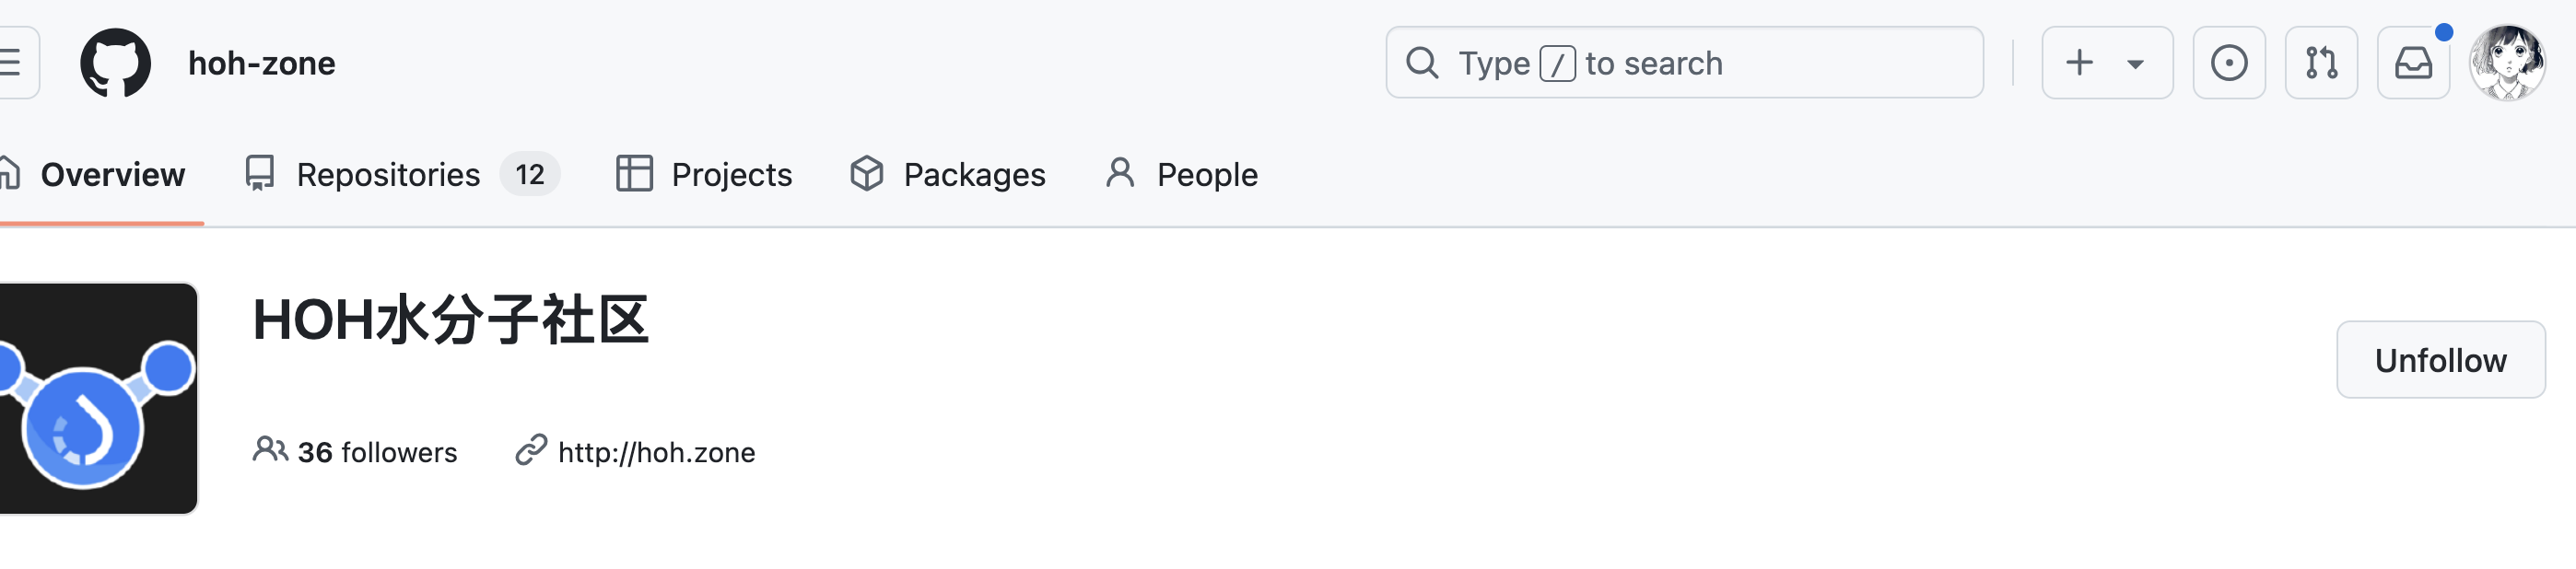 hoh-zone
Type / to search
Overview Repositories 12 Projects Packages People
HOH水分子社区
Unfollow
36 followers http://hoh.zone